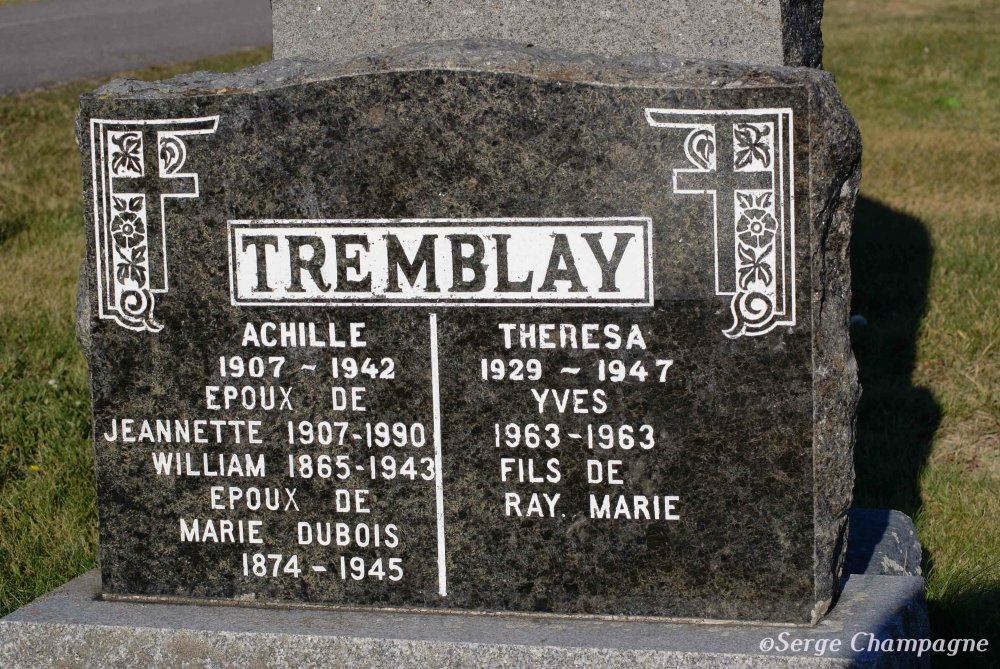 TREMBLAY
ACHILLE
1907 ~ 1942
EPOUX DE
JEANNETTE 1907-1990
WILLIAM 1865-1943
EPOUX DE
MARIE DUBOIS
1874 - 1945
THERESA
1929 ~ 1947
YVES
1963-1963
FILS DE
RAY. MARIE
©Serge Champagne